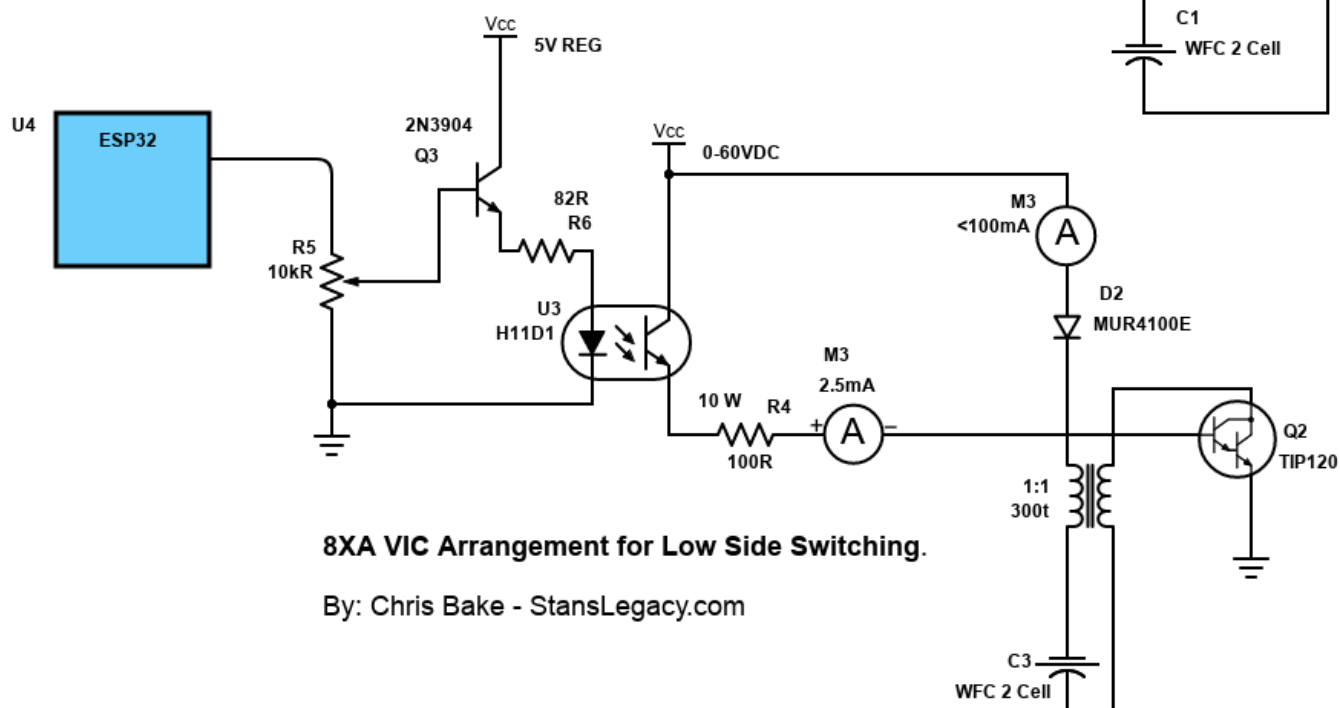 C1
WFC 2 Cell
Vcc
5V REG
U4
ESP32
2N3904
Q3
Vcc
0-60VDC
82R
R6
M3
<100mA
A
R5
10kR
U3
H11D1
D2
MUR4100E
M3
2.5mA
10 W
R4
100R
+
A
−
Q2
TIP120
1:1
300t
8XA VIC Arrangement for Low Side Switching.
By: Chris Bake - StansLegacy.com
C3
WFC 2 Cell